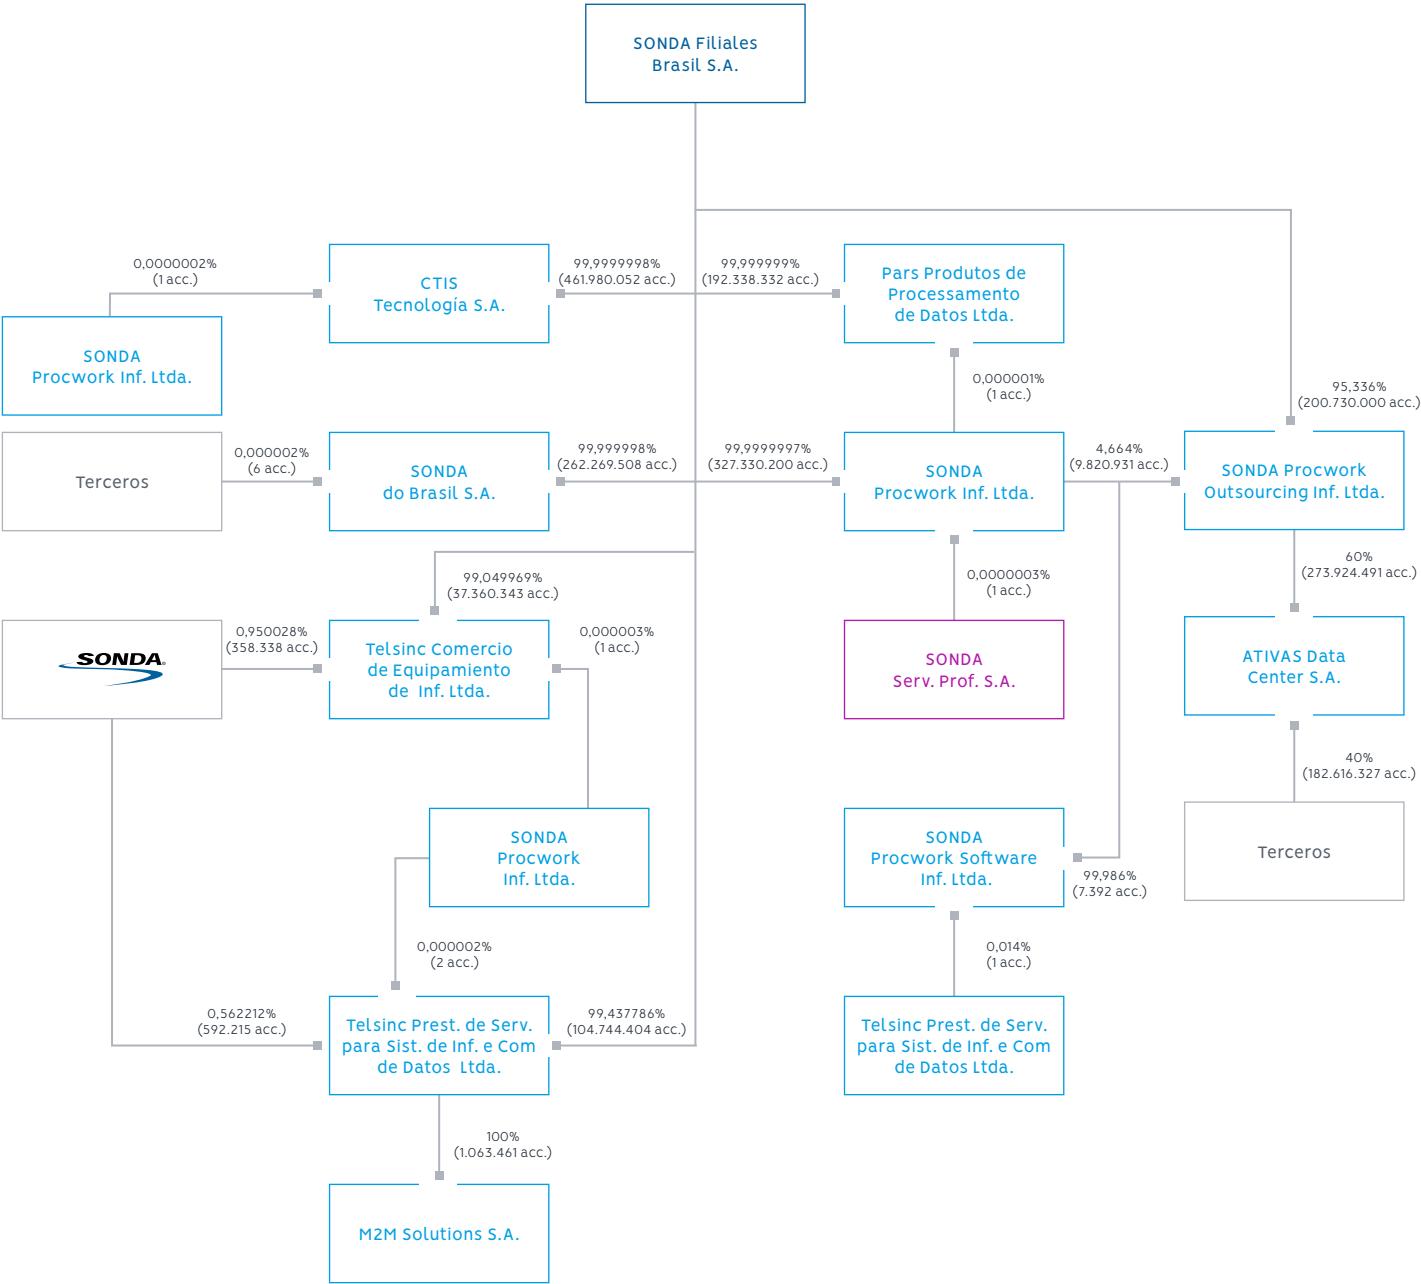 SONDA Filiales
Brasil S.A.
0,0000002%
(1 acc.)
CTIS
Tecnología S.A.
99,9999998%
(461.980.052 acc.)
99,999999%
(192.338.332 acc.)
Pars Produtos de
Processamento
de Datos Ltda.
SONDA
Procwork Inf. Ltda.
0,000001%
(1 acc.)
95,336%
(200.730.000 acc.)
Terceros
0,000002%
(6 acc.)
SONDA
do Brasil S.A.
99,999998%
(262.269.508 acc.)
99,9999997%
(327.330.200 acc.)
SONDA
Procwork Inf. Ltda.
4,664%
(9.820.931 acc.)
SONDA Procwork
Outsourcing Inf. Ltda.
99,049969%
(37.360.343 acc.)
0,0000003%
(1 acc.)
60%
(273.924.491 acc.)
SONDA®
0,950028%
(358.338 acc.)
Telsinc Comercio
de Equipamiento
de Inf. Ltda.
0,000003%
(1 acc.)
SONDA
Serv. Prof. S.A.
ATIVAS Data
Center S.A.
40%
(182.616.327 acc.)
SONDA
Procwork
Inf. Ltda.
SONDA
Procwork Software
Inf. Ltda.
99,986%
(7.392 acc.)
Terceros
0,000002%
(2 acc.)
0,014%
(1 acc.)
0,562212%
(592.215 acc.)
Telsinc Prest. de Serv.
para Sist. de Inf. e Com
de Datos Ltda.
99,437786%
(104.744.404 acc.)
Telsinc Prest. de Serv.
para Sist. de Inf. e Com
de Datos Ltda.
100%
(1.063.461 acc.)
M2M Solutions S.A.